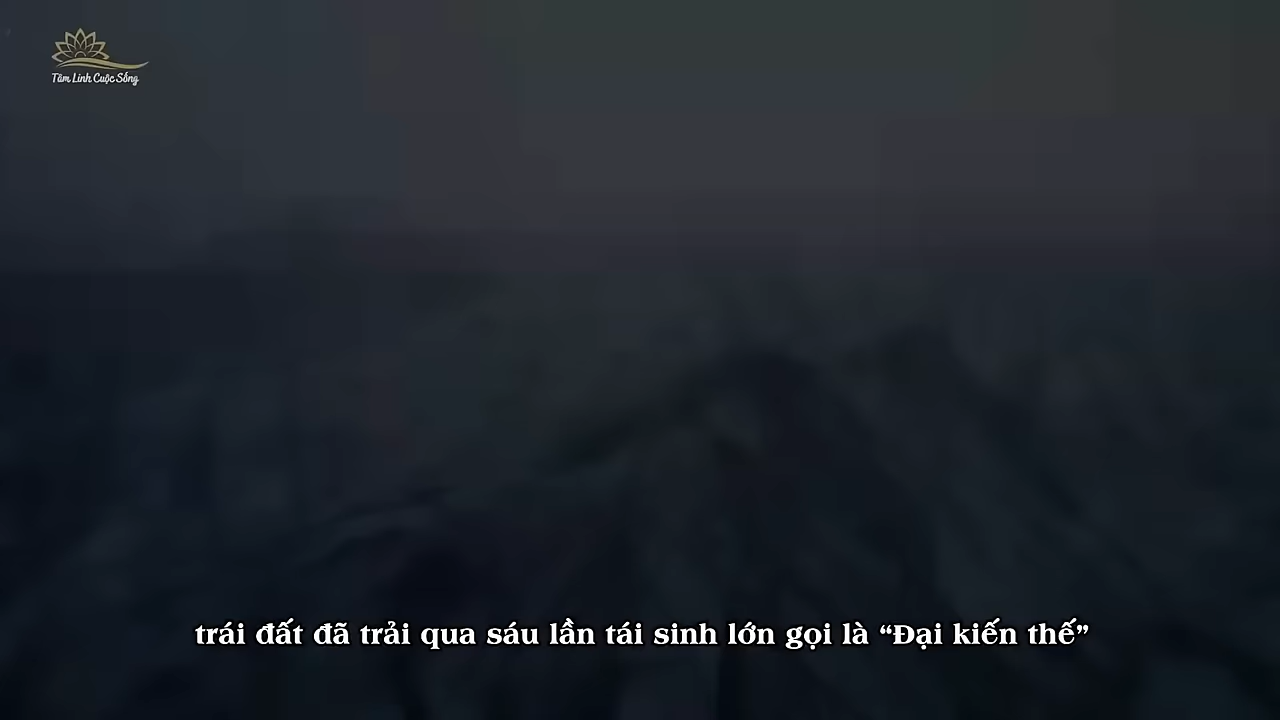 Tâm Linh Cuộc Sống
trái đất đã trải qua sáu lần tái sinh lớn gọi là “Đại kiến thế”